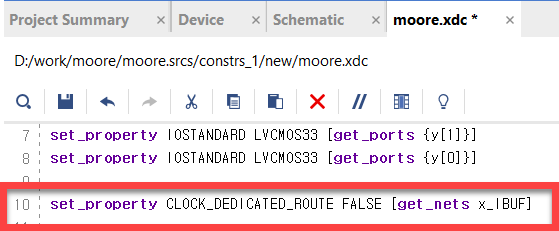 Project Summary
Device
Schematic
moore.xdc *
D:/work/moore/moore.srcs/constrs_1/new/moore.xdc
7 set_property IOSTANDARD LVCMOS33 [get_ports {y[1]}]
8 set_property IOSTANDARD LVCMOS33 [get_ports {y[0]}]
10 set_property CLOCK_DEDICATED_ROUTE FALSE [get_nets x_IBUF]